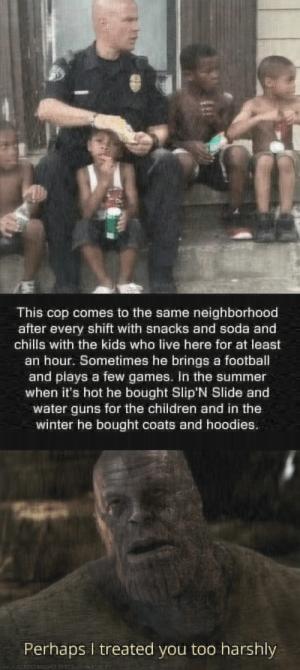 This cop comes to the same neighborhood
after every shift with snacks and soda and
chills with the kids who live here for at least
an hour. Sometimes he brings a football
and plays a few games. In the summer
when it's hot he bought Slip'N Slide and
water guns for the children and in the
winter he bought coats and hoodies.
Perhaps I treated you too harshly